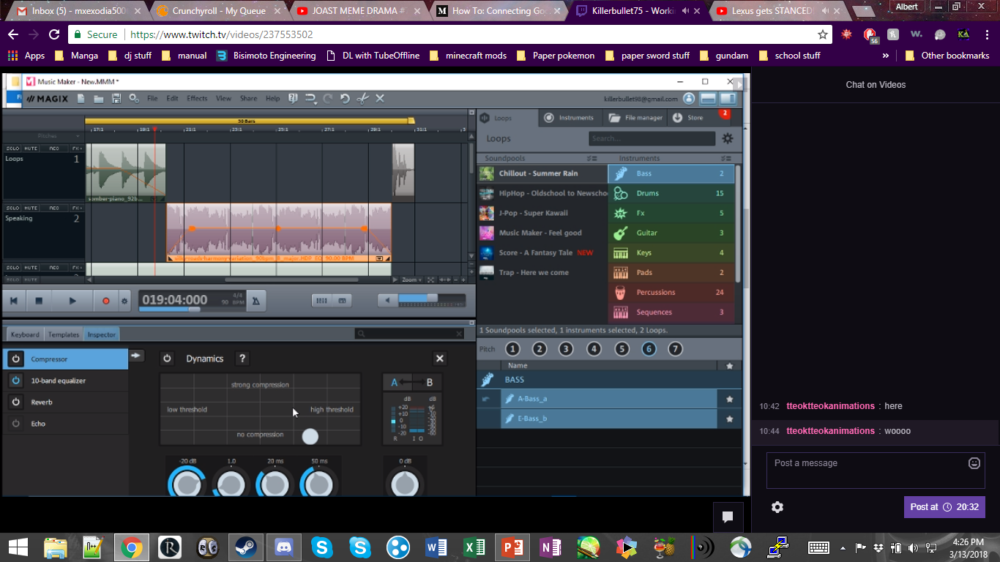 Inbox (5) - mxexodia500
Crunchyroll - My Queue
JOAST MEME DRAMA #
How To: Connecting Go
Killerbullet75 - Worki
Lexus gets STANCED!
Albert
Secure
https://www.twitch.tv/videos/237553502
56
W.
KA
Apps
Manga
dj stuff
manual
Bisimoto Engineering
DL with TubeOffline
minecraft mods
Paper pokemon
paper sword stuff
gundam
school stuff
»
Other bookmarks
Music Maker - New.MMM *
MAGIX
File
Edit
Effects
View
Share
Help
killerbullet98@gmail.com
30 Bars
Pitches
17:1
19:1
21:1
23:1
25:1
27:1
29:1
31:1
SOLO MUTE REC FX
Loops 1
somber-piano_92b...
SOLO MUTE REC FX
Speaking 2
90.00 BPM
SOLO MUTE REC FX
Zoom
019:04:000
4/4
90 BPM
Loops
Instruments
File manager
Store
2
Loops
Search...
Soundpools
Instruments
Chillout - Summer Rain
HipHop - Oldschool to Newscho
J-Pop - Super Kawaii
Music Maker - Feel good
Score - A Fantasy Tale NEW
Trap - Here we come
Bass 2
Drums 15
Fx 5
Guitar 3
Keys 4
Pads 2
Percussions 24
Sequences 3
1 Soundpools selected, 1 instruments selected, 2 Loops.
Pitch 1 2 3 4 5 6 7
Name
BASS
A-Bass_a
E-Bass_b
Keyboard
Templates
Inspector
Compressor
10-band equalizer
Reverb
Echo
Dynamics
?
strong compression
low threshold
high threshold
no compression
A B
dB dB
+20
+10
0
-10
-20
R I O
-20 dB
1.0
20 ms
50 ms
0 dB
Chat on Videos
10:42 tteoktteokanimations : here
10:44 tteoktteokanimations : woooo
Post a message
Post at 20:32
4:26 PM
3/13/2018